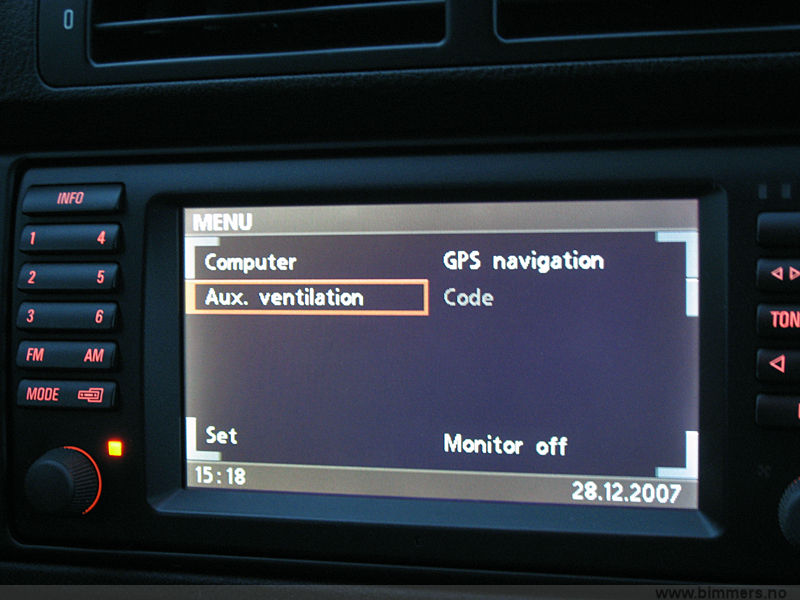 0
INFO
1 4
2 5
3 6
FM AM
MODE
MENU
Computer GPS navigation
Aux. ventilation Code
Set Monitor off
15:18 28.12.2007
TON
www.bimmers.no